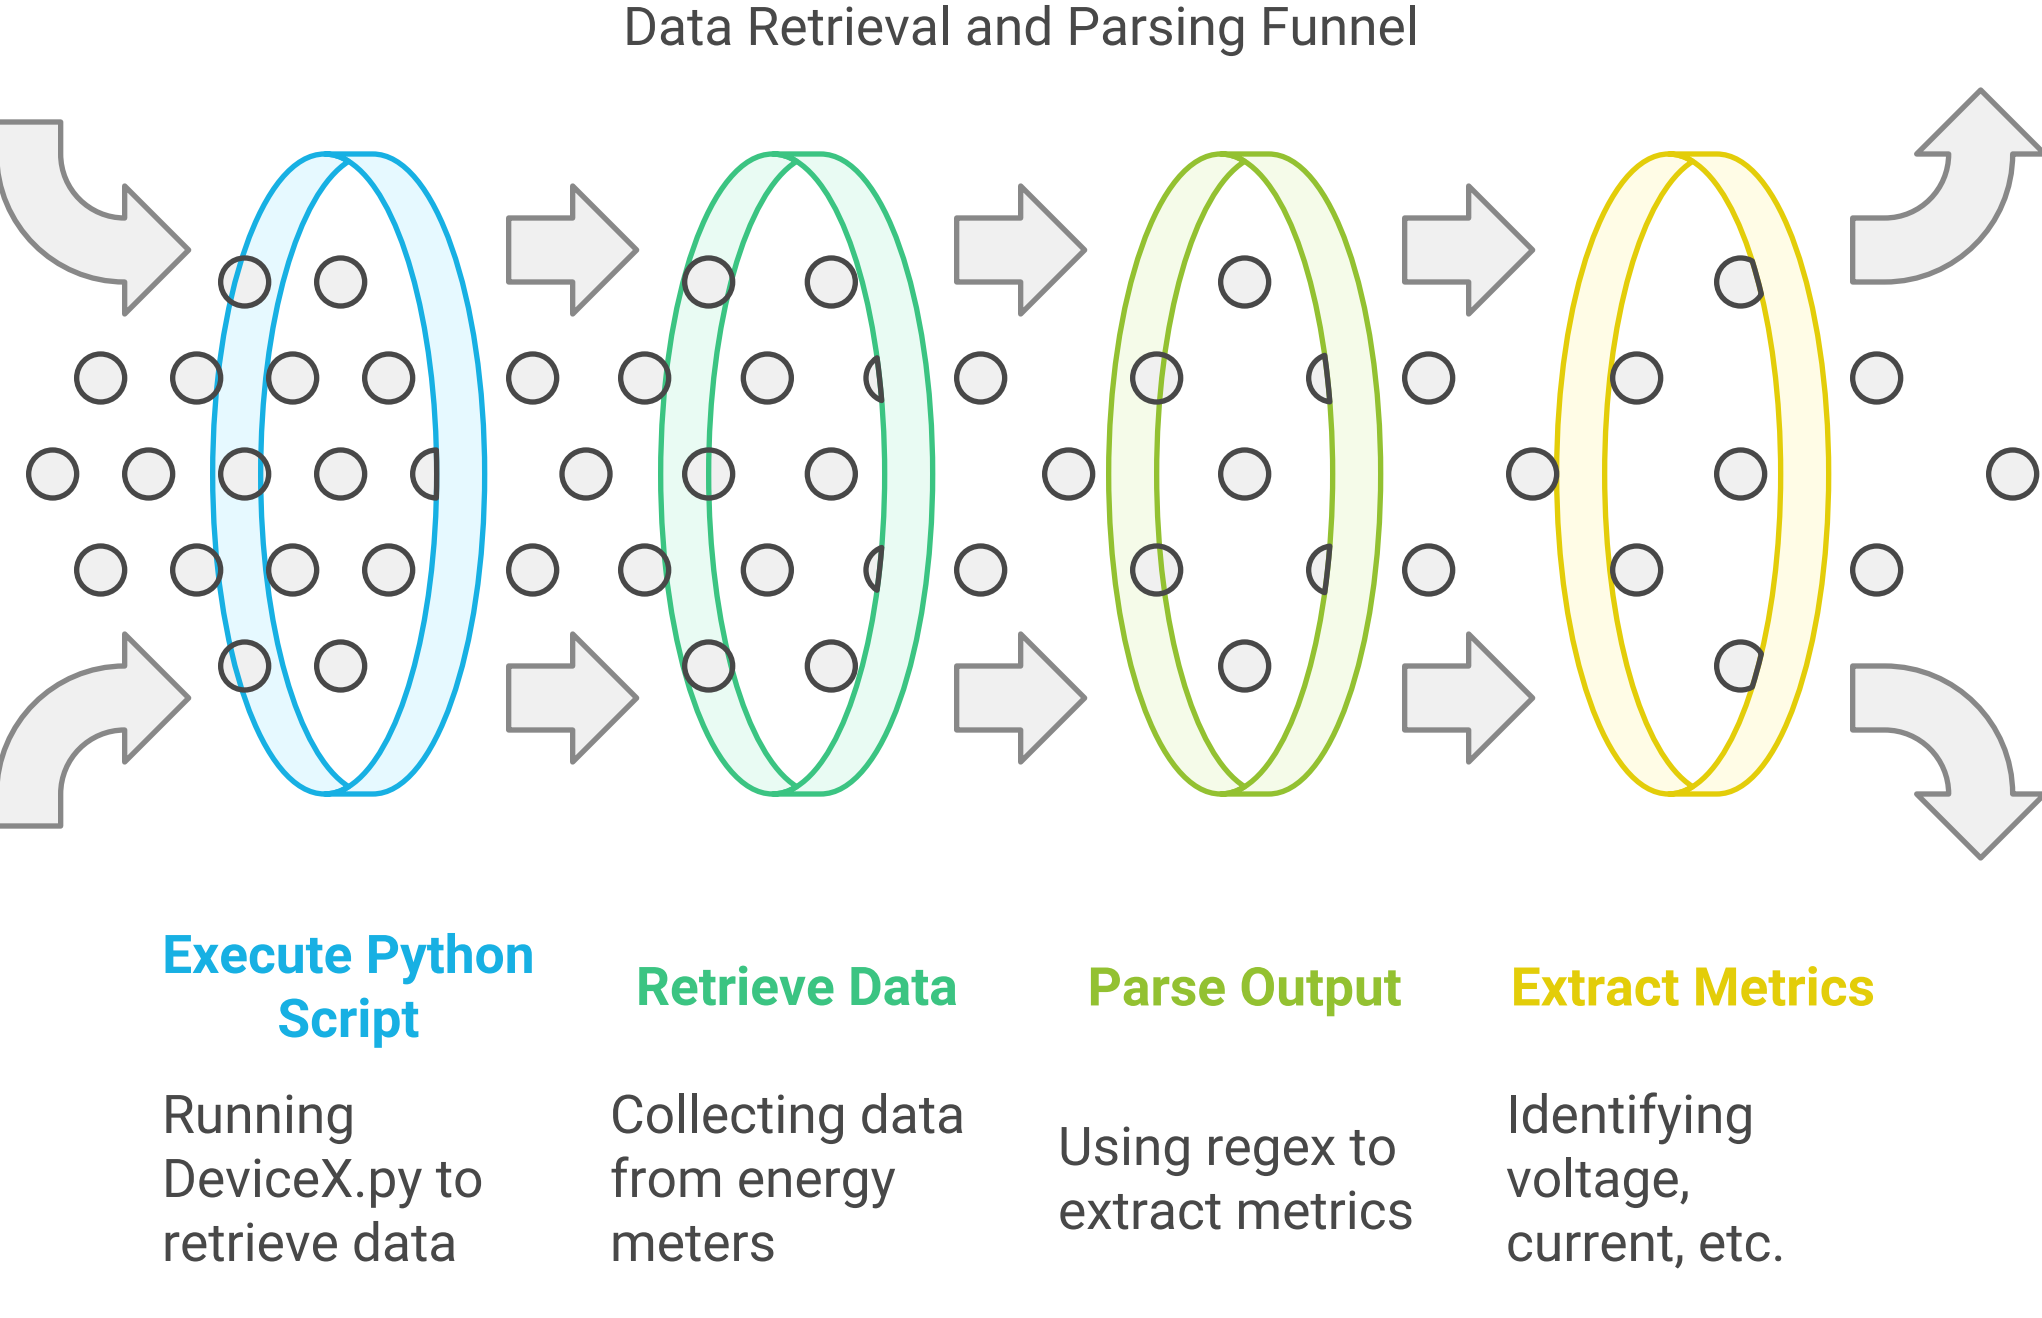 Data Retrieval and Parsing Funnel
Execute Python
Script
Running
DeviceX.py to
retrieve data
Retrieve Data
Collecting data
from energy
meters
Parse Output
Using regex to
extract metrics
Extract Metrics
Identifying
voltage,
current, etc.